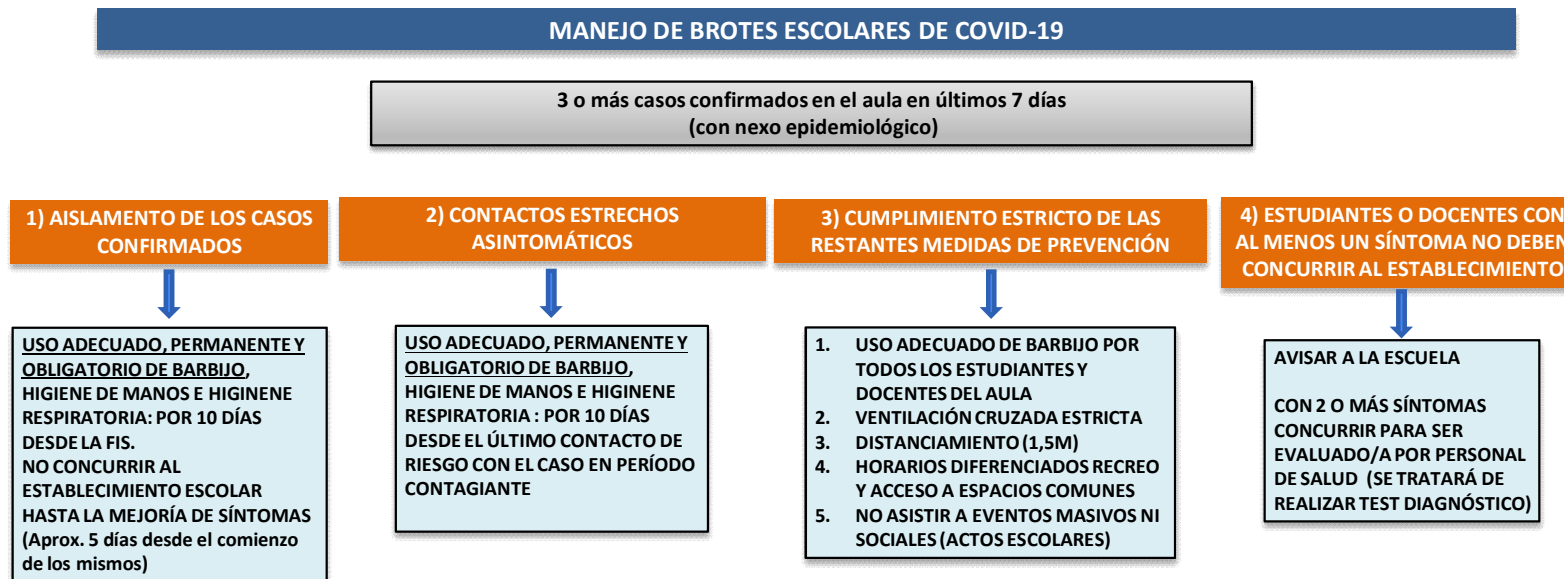 MANEJO DE BROTES ESCOLARES DE COVID-19
3 o más casos confirmados en el aula en últimos 7 días
(con nexo epidemiológico)
1) AISLAMENTO DE LOS CASOS
CONFIRMADOS
USO ADECUADO, PERMANENTE Y
OBLIGATORIO DE BARBIJO,
HIGIENE DE MANOS E HIGINENE
RESPIRATORIA: POR 10 DÍAS
DESDE LA FIS.
NO CONCURRIR AL
ESTABLECIMIENTO ESCOLAR
HASTA LA MEJORÍA DE SÍNTOMAS
(Aprox. 5 días desde el comienzo
de los mismos)
2) CONTACTOS ESTRECHOS
ASINTOMÁTICOS
USO ADECUADO, PERMANENTE Y
OBLIGATORIO DE BARBIJO,
HIGIENE DE MANOS E HIGINENE
RESPIRATORIA : POR 10 DÍAS
DESDE EL ÚLTIMO CONTACTO DE
RIESGO CON EL CASO EN PERÍODO
CONTAGIANTE
3) CUMPLIMIENTO ESTRICTO DE LAS
RESTANTES MEDIDAS DE PREVENCIÓN
1. USO ADECUADO DE BARBIJO POR
TODOS LOS ESTUDIANTES Y
DOCENTES DEL AULA
2. VENTILACIÓN CRUZADA ESTRICTA
3. DISTANCIAMIENTO (1,5M)
4. HORARIOS DIFERENCIADOS RECREO
Y ACCESO A ESPACIOS COMUNES
5. NO ASISTIR A EVENTOS MASIVOS NI
SOCIALES (ACTOS ESCOLARES)
4) ESTUDIANTES O DOCENTES CON
AL MENOS UN SÍNTOMA NO DEBEN
CONCURRIR AL ESTABLECIMIENTO
AVISAR A LA ESCUELA
CON 2 O MÁS SÍNTOMAS
CONCURRIR PARA SER
EVALUADO/A POR PERSONAL
DE SALUD (SE TRATARÁ DE
REALIZAR TEST DIAGNÓSTICO)